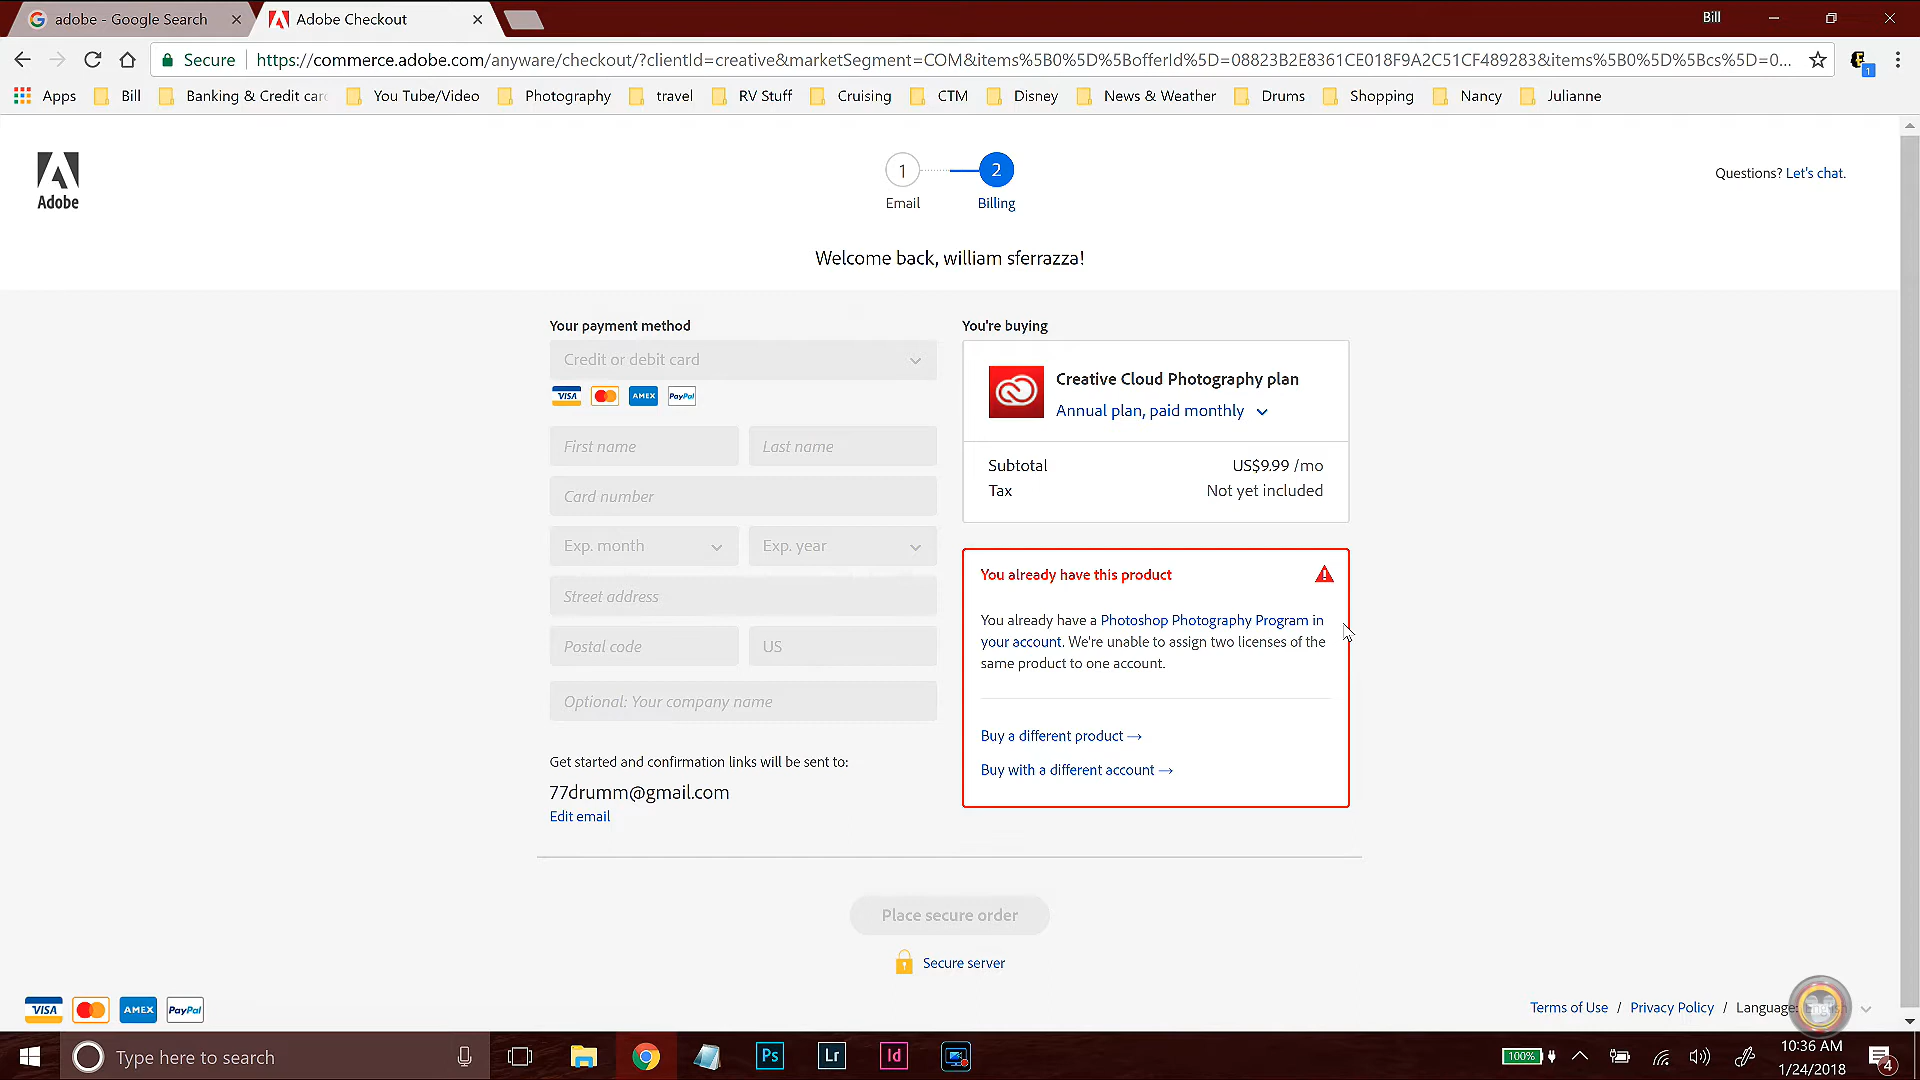 adobe - Google Search
Adobe Checkout
Bill
Secure
https://commerce.adobe.com/anyware/checkout/?clientId=creative&marketSegment=COM&items%5B0%5D%5BofferId%5D=08823B2E8361CE018F9A2C51CF489283&items%5B0%5D%5Bcs%5D=0...
1
Apps
Bill
Banking & Credit card
You Tube/Video
Photography
travel
RV Stuff
Cruising
CTM
Disney
News & Weather
Drums
Shopping
Nancy
Julianne
Adobe
1
2
Email
Billing
Questions? Let's chat.
Welcome back, william sferrazza!
Your payment method
Credit or debit card
VISA
AMEX
PayPal
First name
Last name
Card number
Exp. month
Exp. year
Street address
Postal code
US
Optional: Your company name
Get started and confirmation links will be sent to:
77drumm@gmail.com
Edit email
You're buying
Creative Cloud Photography plan
Annual plan, paid monthly
Subtotal
US$9.99 /mo
Tax
Not yet included
You already have this product
You already have a Photoshop Photography Program in
your account. We're unable to assign two licenses of the
same product to one account.
Buy a different product →
Buy with a different account →
Place secure order
Secure server
VISA
AMEX
PayPal
Terms of Use / Privacy Policy / Language:
Type here to search
Ps
Lr
Id
100%
10:36 AM
1/24/2018
4